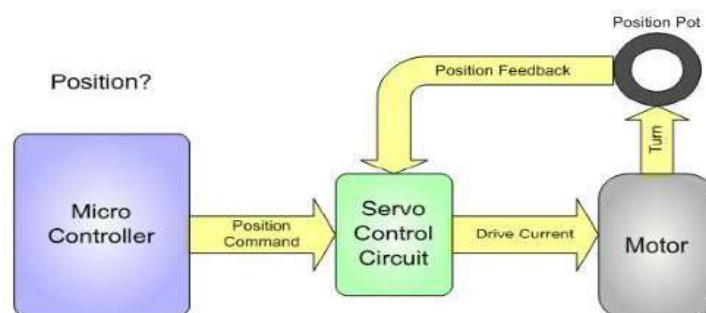 Position Pot
Position Feedback
Position?
Turn
Micro
Controller
Position
Command
Servo
Control
Circuit
Drive Current
Motor